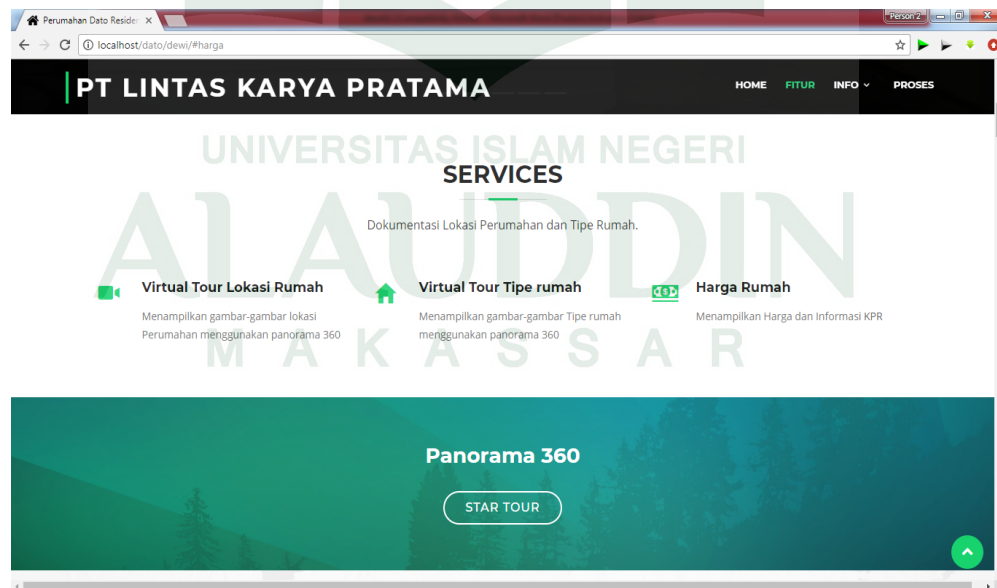 Perumahan Dato Resider
Person 2
localhost/dato/dewi/#harga
PT LINTAS KARYA PRATAMA
HOME FITUR INFO PROSES
UNIVERSITAS ISLAM NEGERI
SERVICES
ALAUDDIN
Dokumentasi Lokasi Perumahan dan Tipe Rumah.
Virtual Tour Lokasi Rumah
Menampilkan gambar-gambar lokasi
Perumahan menggunakan panorama 360
Virtual Tour Tipe rumah
Menampilkan gambar-gambar Tipe rumah
menggunakan panorama 360
Harga Rumah
Menampilkan Harga dan Informasi KPR
MAKASSAR
Panorama 360
STAR TOUR